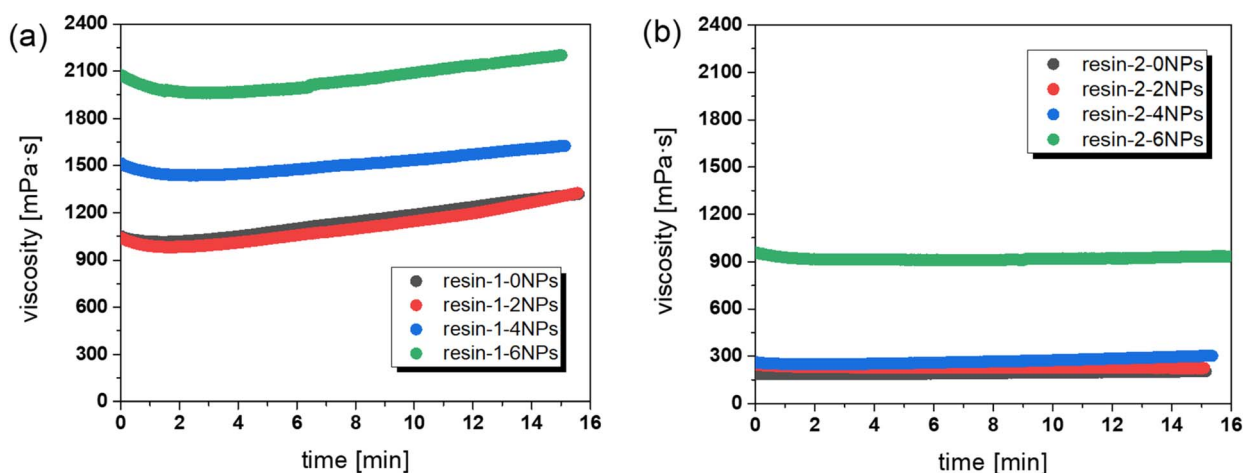 (a)
viscosity [mPa·s]
2400
2100
1800
1500
1200
900
600
300
0
0 2 4 6 8 10 12 14 16
time [min]
resin-1-0NPs
resin-1-2NPs
resin-1-4NPs
resin-1-6NPs
(b)
viscosity [mPa·s]
2400
2100
1800
1500
1200
900
600
300
0
0 2 4 6 8 10 12 14 16
time [min]
resin-2-0NPs
resin-2-2NPs
resin-2-4NPs
resin-2-6NPs